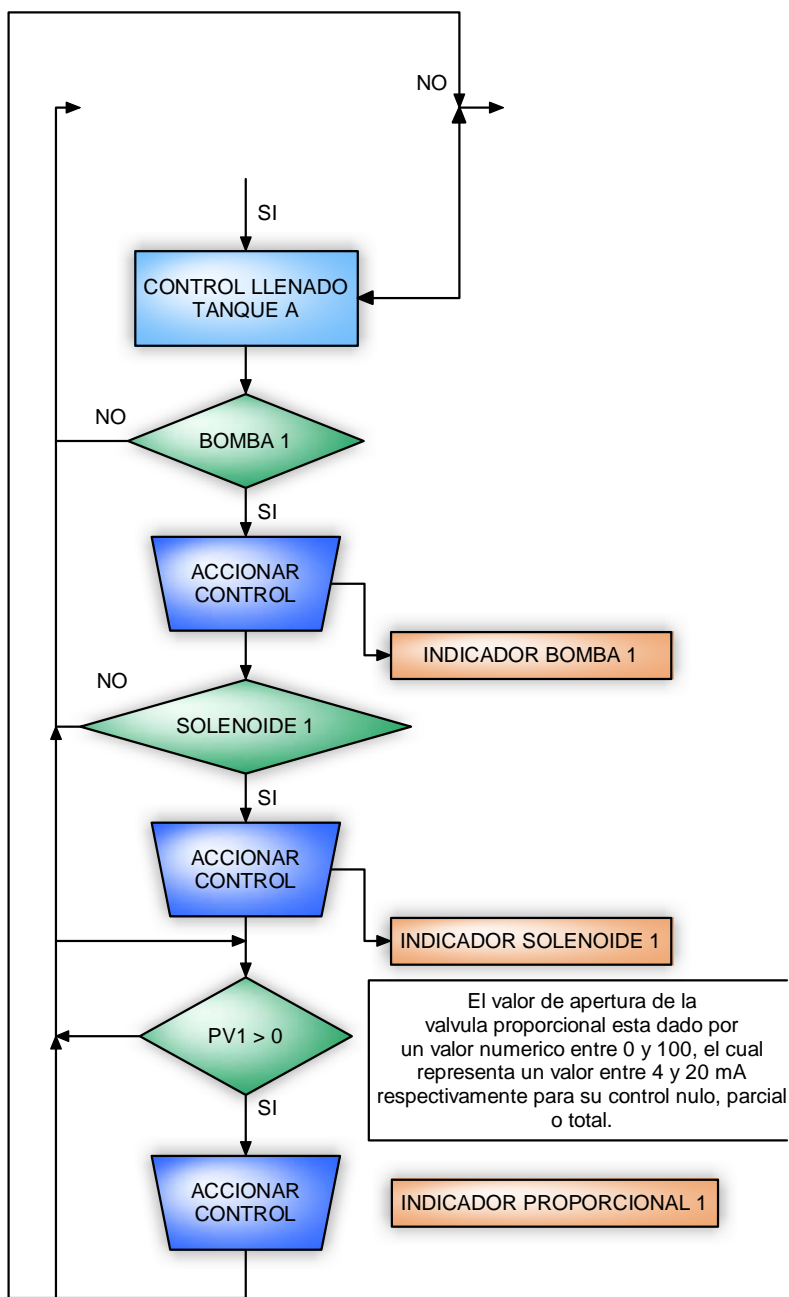 NO
SI
CONTROL LLENADO
TANQUE A
NO
BOMBA 1
SI
ACCIONAR
CONTROL
INDICADOR BOMBA 1
NO
SOLENOIDE 1
SI
ACCIONAR
CONTROL
INDICADOR SOLENOIDE 1
PV1 > 0
El valor de apertura de la
valvula proporcional esta dado por
un valor numerico entre 0 y 100, el cual
representa un valor entre 4 y 20 mA
respectivamente para su control nulo, parcial
o total.
SI
ACCIONAR
CONTROL
INDICADOR PROPORCIONAL 1